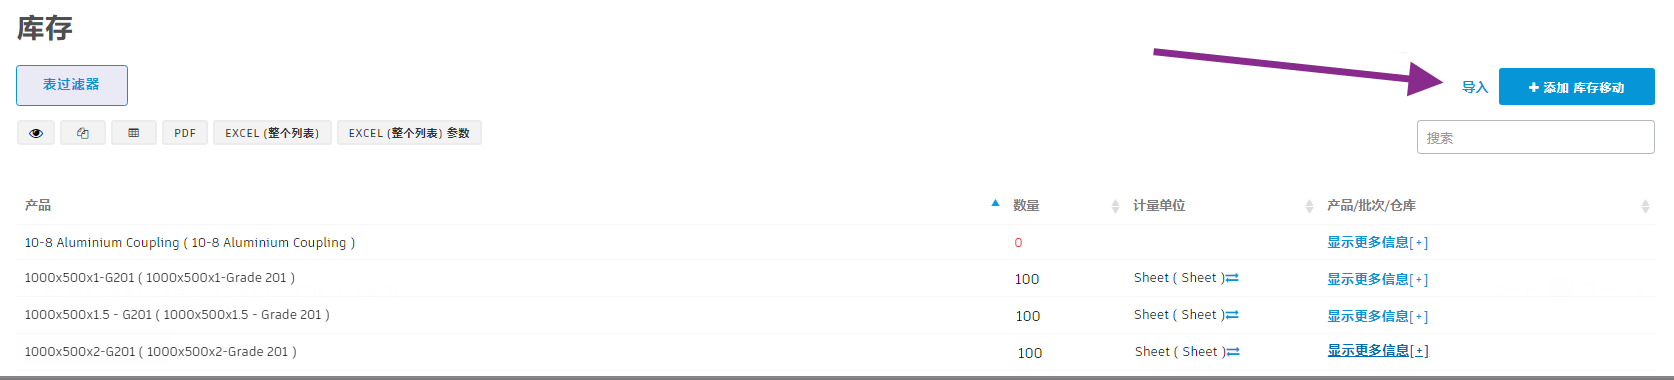 库存
表过滤器
导入
添加 库存移动
PDF
EXCEL (整个列表)
EXCEL (整个列表) 参数
搜索
产品
数量
计量单位
产品/批次/仓库
10-8 Aluminium Coupling ( 10-8 Aluminium Coupling )
0
显示更多信息[+]
1000x500x1-G201 ( 1000x500x1-Grade 201 )
100
Sheet ( Sheet )
显示更多信息[+]
1000x500x1.5 - G201 ( 1000x500x1.5 - Grade 201 )
100
Sheet ( Sheet )
显示更多信息[+]
1000x500x2-G201 ( 1000x500x2-Grade 201 )
100
Sheet ( Sheet )
显示更多信息[+]